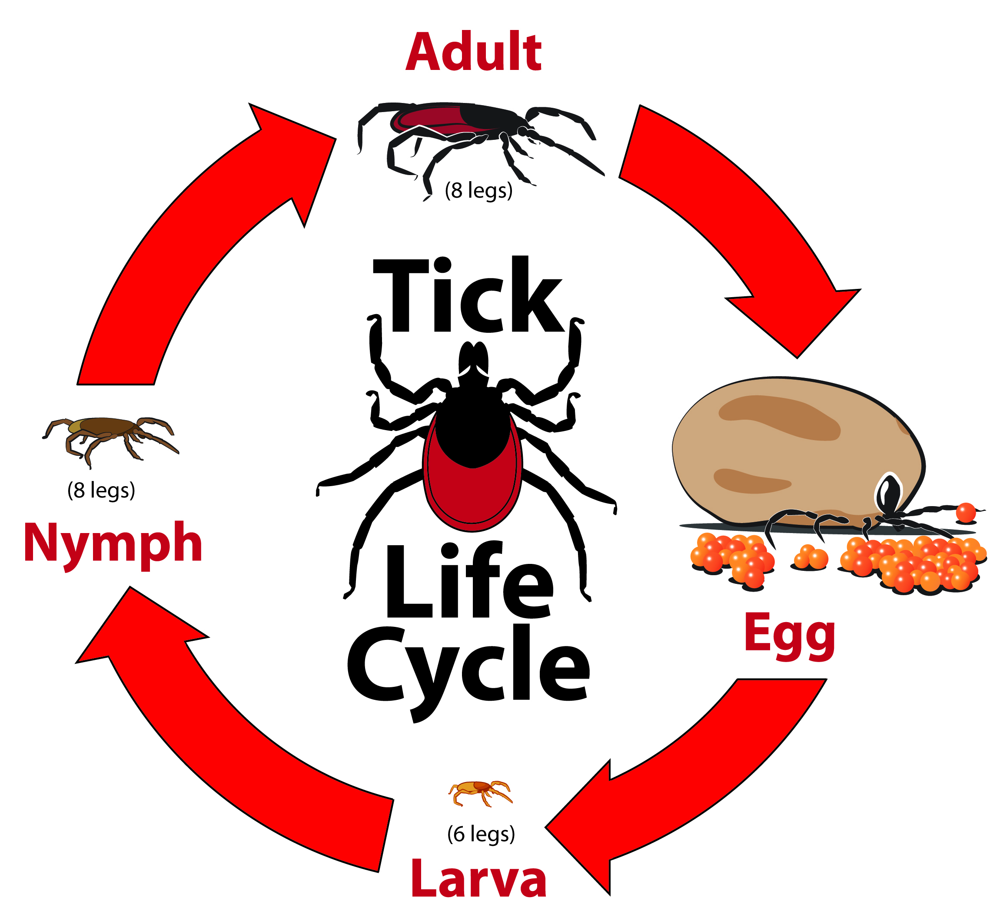 Adult
(8 legs)
Tick
Life
Cycle
(8 legs)
Nymph
Egg
(6 legs)
Larva